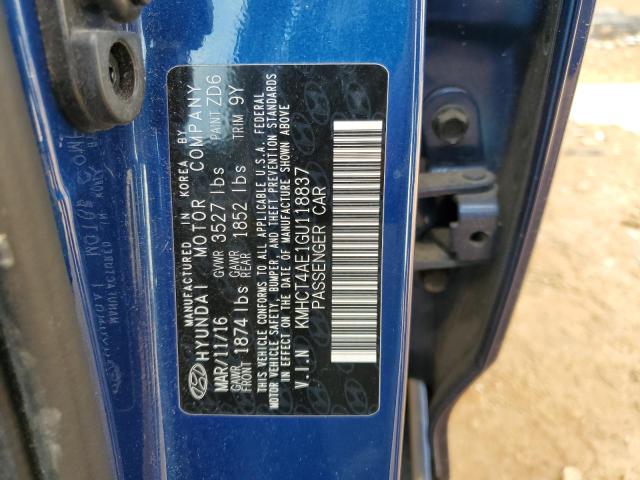 MANUFACTURED IN KOREA BY
HYUNDAI MOTOR COMPANY
MAR/11/16 GVWR 3527 lbs PAINT ZD6
GAWR FRONT 1874 lbs GAWR REAR 1852 lbs TRIM 9Y
THIS VEHICLE CONFORMS TO ALL APPLICABLE U.S.A. FEDERAL
MOTOR VEHICLE SAFETY, BUMPER, AND THEFT PREVENTION STANDARDS
IN EFFECT ON THE DATE OF MANUFACTURE SHOWN ABOVE
V.I.N KMHCT4AE1GU118837
PASSENGER CAR